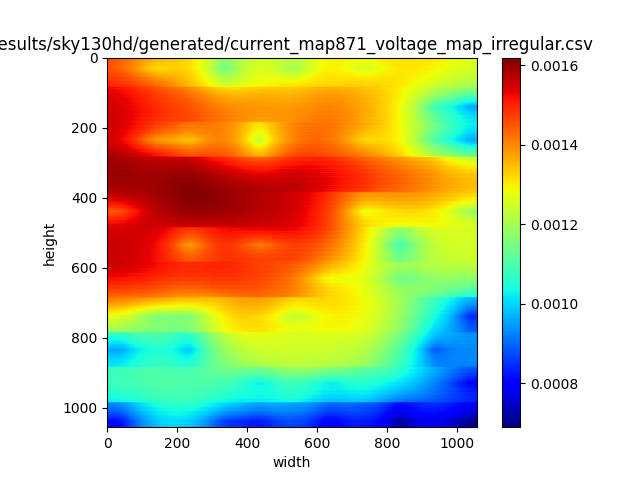 esults/sky130hd/generated/current_map871_voltage_map_irregular.csv
0
200
400
600
800
1000
height
0 200 400 600 800 1000
width
0.0016
0.0014
0.0012
0.0010
0.0008